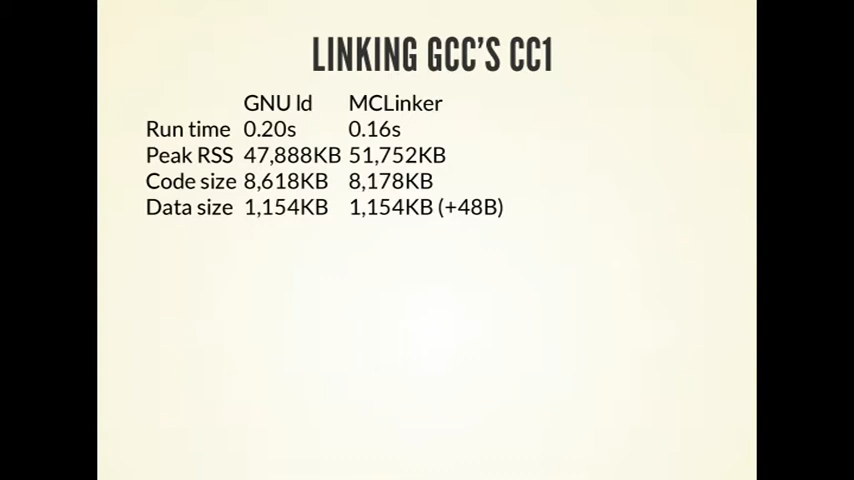 LINKING GCC'S CC1
GNU ld MCLinker
Run time 0.20s 0.16s
Peak RSS 47,888KB 51,752KB
Code size 8,618KB 8,178KB
Data size 1,154KB 1,154KB (+48B)